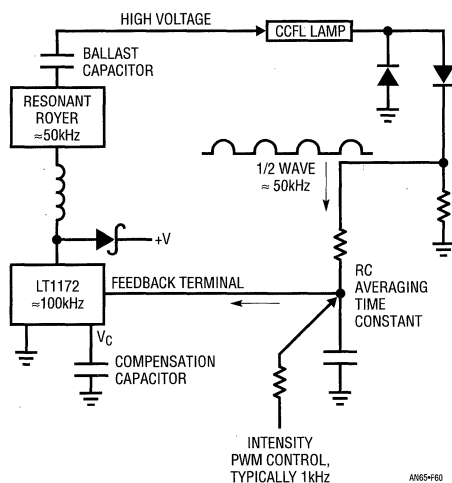 HIGH VOLTAGE
CCFL LAMP
BALLAST
CAPACITOR
RESONANT
ROYER
≈50kHz
1/2 WAVE
≈ 50kHz
+V
LT1172
≈100kHz
FEEDBACK TERMINAL
RC
AVERAGING
TIME
CONSTANT
VC
COMPENSATION
CAPACITOR
INTENSITY
PWM CONTROL,
TYPICALLY 1kHz
AN65•F60